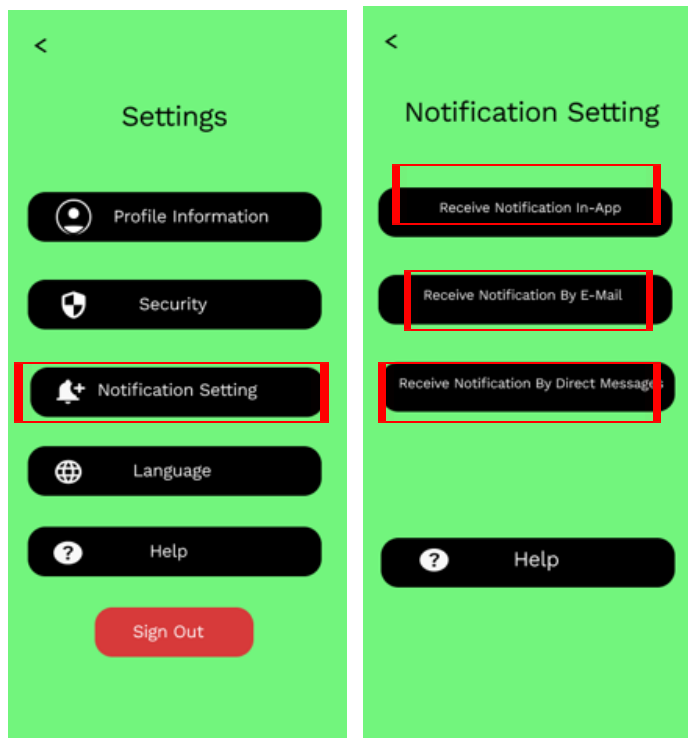 <
Settings
Profile Information
Security
Notification Setting
Language
? Help
Sign Out
<
Notification Setting
Receive Notification In-App
Receive Notification By E-Mail
Receive Notification By Direct Messages
? Help